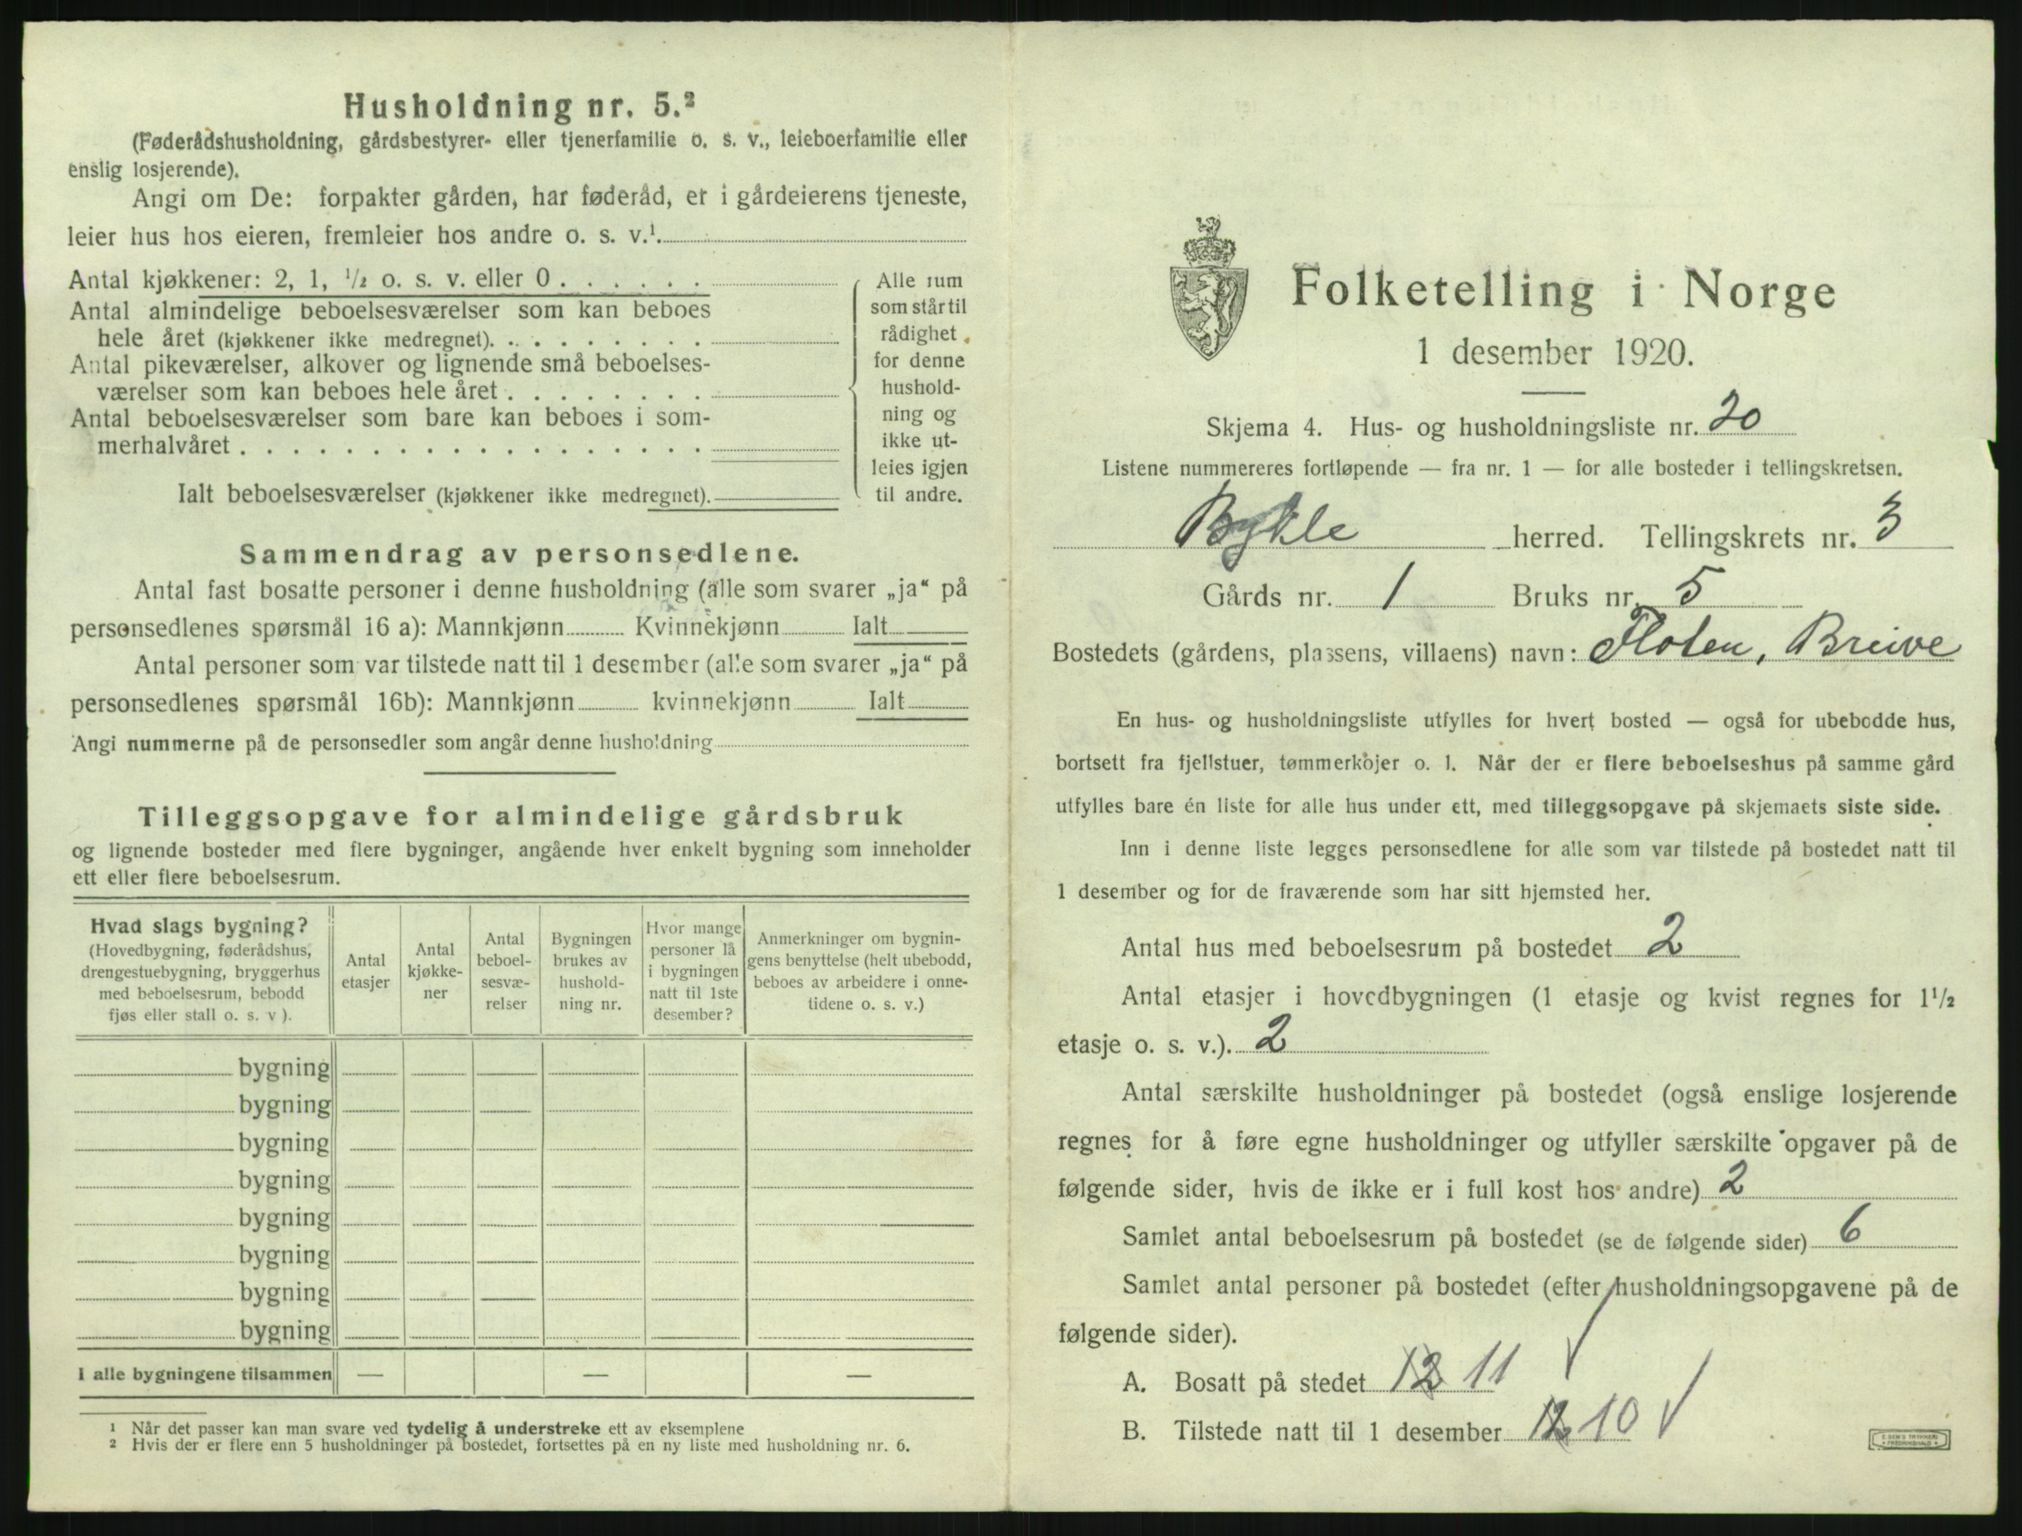 Husholdning nr. 5.²
(Føderådshusholdning, gårdsbestyrer- eller tjenerfamilie o. s. v., leieboerfamilie eller
enslig losjerende).
Angi om De: forpakter gården, har føderåd, er i gårdeierens tjeneste,
leier hus hos eieren, fremleier hos andre o. s. v.¹.
Antal kjøkkener: 2, 1, ½ o. s. v. eller 0 . . . . . .
Antal almindelige beboelsesværelser som kan beboes
hele året (kjøkkener ikke medregnet). . . . . . . . .
Antal pikeværelser, alkover og lignende små beboelses-
værelser som kan beboes hele året . . . . . . . .
Antal beboelsesværelser som bare kan beboes i som-
merhalvåret . . . . . . . . . . . . . . . . . .
Ialt beboelsesværelser (kjøkkener ikke medregnet).
Alle rum
som står til
rådighet
for denne
hushold-
ning og
ikke ut-
leies igjen
til andre.
Sammendrag av personsedlene.
Antal fast bosatte personer i denne husholdning (alle som svarer „ja“ på
personsedlenes spørsmål 16 a): Mannkjønn Kvinnekjønn Ialt
Antal personer som var tilstede natt til 1 desember (alle som svarer „ja“ på
personsedlenes spørsmål 16b): Mannkjønn kvinnekjønn Ialt
Angi nummerne på de personsedler som angår denne husholdning
Tilleggsopgave for almindelige gårdsbruk
og lignende bosteder med flere bygninger, angående hver enkelt bygning som inneholder
ett eller flere beboelsesrum.
Hvad slags bygning?
(Hovedbygning, føderådshus,
drengestuebygning, bryggerhus
med beboelsesrum, bebodd
fjøs eller stall o. s. v ).
Antal
etasjer
Antal
kjøkke-
ner
Antal
beboel-
sesvæ-
relser
Bygningen
brukes av
hushold-
ning nr.
Hvor mange
personer lå
i bygningen
natt til 1ste
desember?
Anmerkninger om bygnin-
gens benyttelse (helt ubebodd,
beboes av arbeidere i onne-
tidene o. s. v.)
bygning
bygning
bygning
bygning
bygning
bygning
bygning
bygning
I alle bygningene tilsammen — — —
¹ Når det passer kan man svare ved tydelig å understreke ett av eksemplene
² Hvis der er flere enn 5 husholdninger på bostedet, fortsettes på en ny liste med husholdning nr. 6.
Folketelling i Norge
1 desember 1920.
Skjema 4. Hus- og husholdningsliste nr. 20
Listene nummereres fortløpende — fra nr. 1 — for alle bosteder i tellingskretsen.
Bykle herred. Tellingskrets nr. 3
Gårds nr. 1 Bruks nr. 5
Bostedets (gårdens, plassens, villaens) navn: Floten, Breive
En hus- og husholdningsliste utfylles for hvert bosted — også for ubebodde hus,
bortsett fra fjellstuer, tømmerkojer o. l. Når der er flere beboelseshus på samme gård
utfylles bare én liste for alle hus under ett, med tilleggsopgave på skjemaets siste side.
Inn i denne liste legges personsedlene for alle som var tilstede på bostedet natt til
1 desember og for de fraværende som har sitt hjemsted her.
Antal hus med beboelsesrum på bostedet 2
Antal etasjer i hovedbygningen (1 etasje og kvist regnes for 1½
etasje o. s. v.). 2
Antal særskilte husholdninger på bostedet (også enslige losjerende
regnes for å føre egne husholdninger og utfyller særskilte opgaver på de
følgende sider, hvis de ikke er i full kost hos andre) 2
Samlet antal beboelsesrum på bostedet (se de følgende sider) 6
Samlet antal personer på bostedet (efter husholdningsopgavene på de
følgende sider).
A. Bosatt på stedet 12 11
B. Tilstede natt til 1 desember 12 10